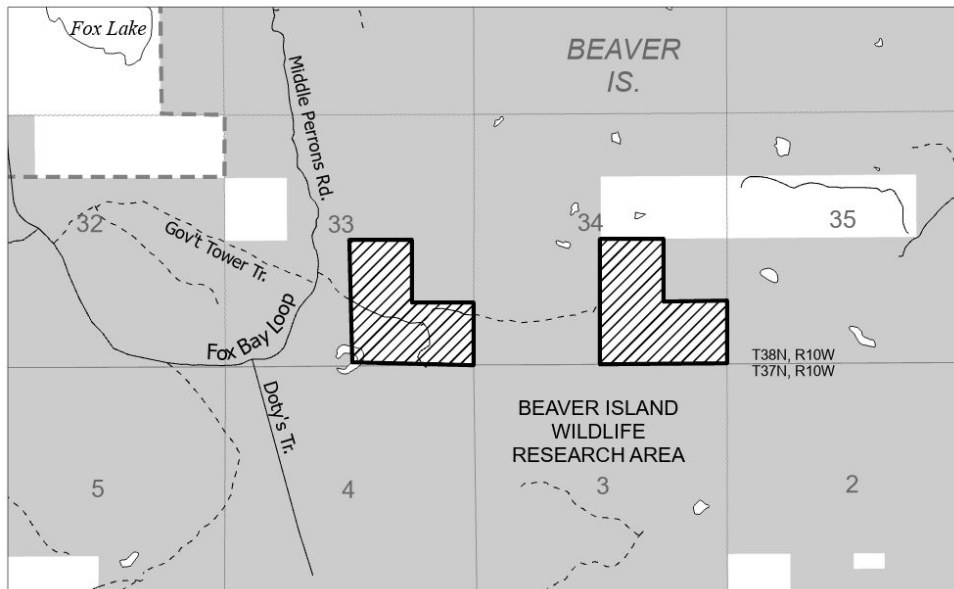 Fox Lake
BEAVER
IS.
Middle Perrons Rd.
32
33
34
35
Gov't Tower Tr.
Fox Bay Loop
T38N, R10W
T37N, R10W
Doty's Tr.
BEAVER ISLAND
WILDLIFE
RESEARCH AREA
5
4
3
2